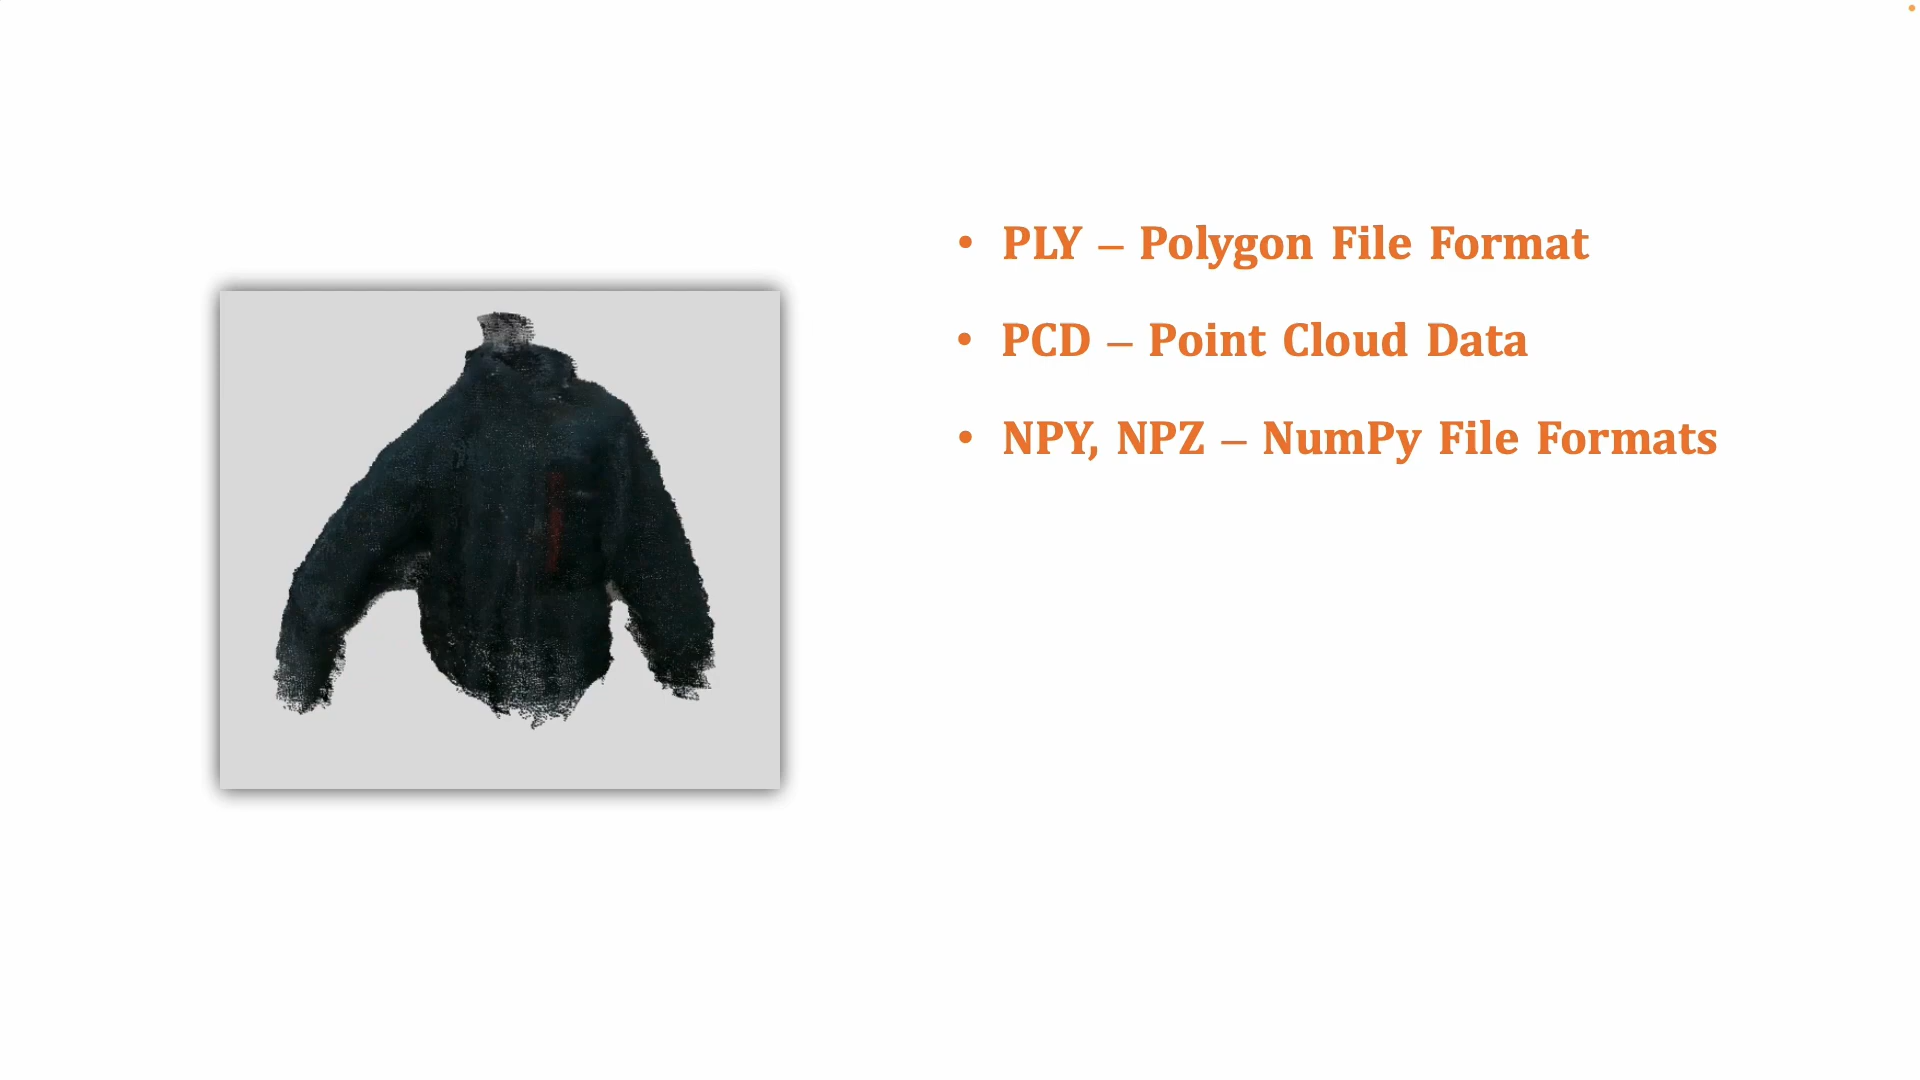 • PLY – Polygon File Format
• PCD – Point Cloud Data
• NPY, NPZ – NumPy File Formats